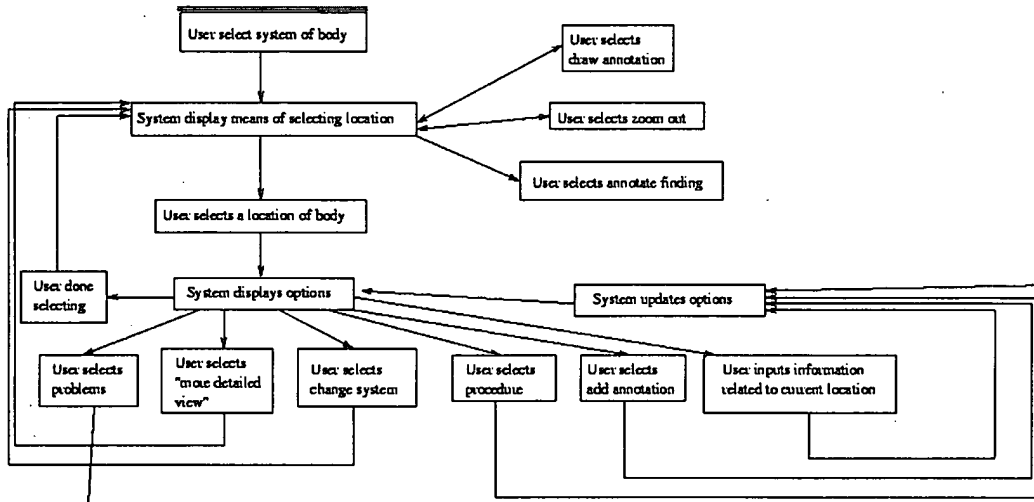 User select system of body
User selects
draw annotation
System display means of selecting location
User selects zoom out
User selects annotate finding
User selects a location of body
User done
selecting
System displays options
System updates options
User selects
problems
User selects
"more detailed
view"
User selects
change system
User selects
procedure
User selects
add annotation
User inputs information
related to current location